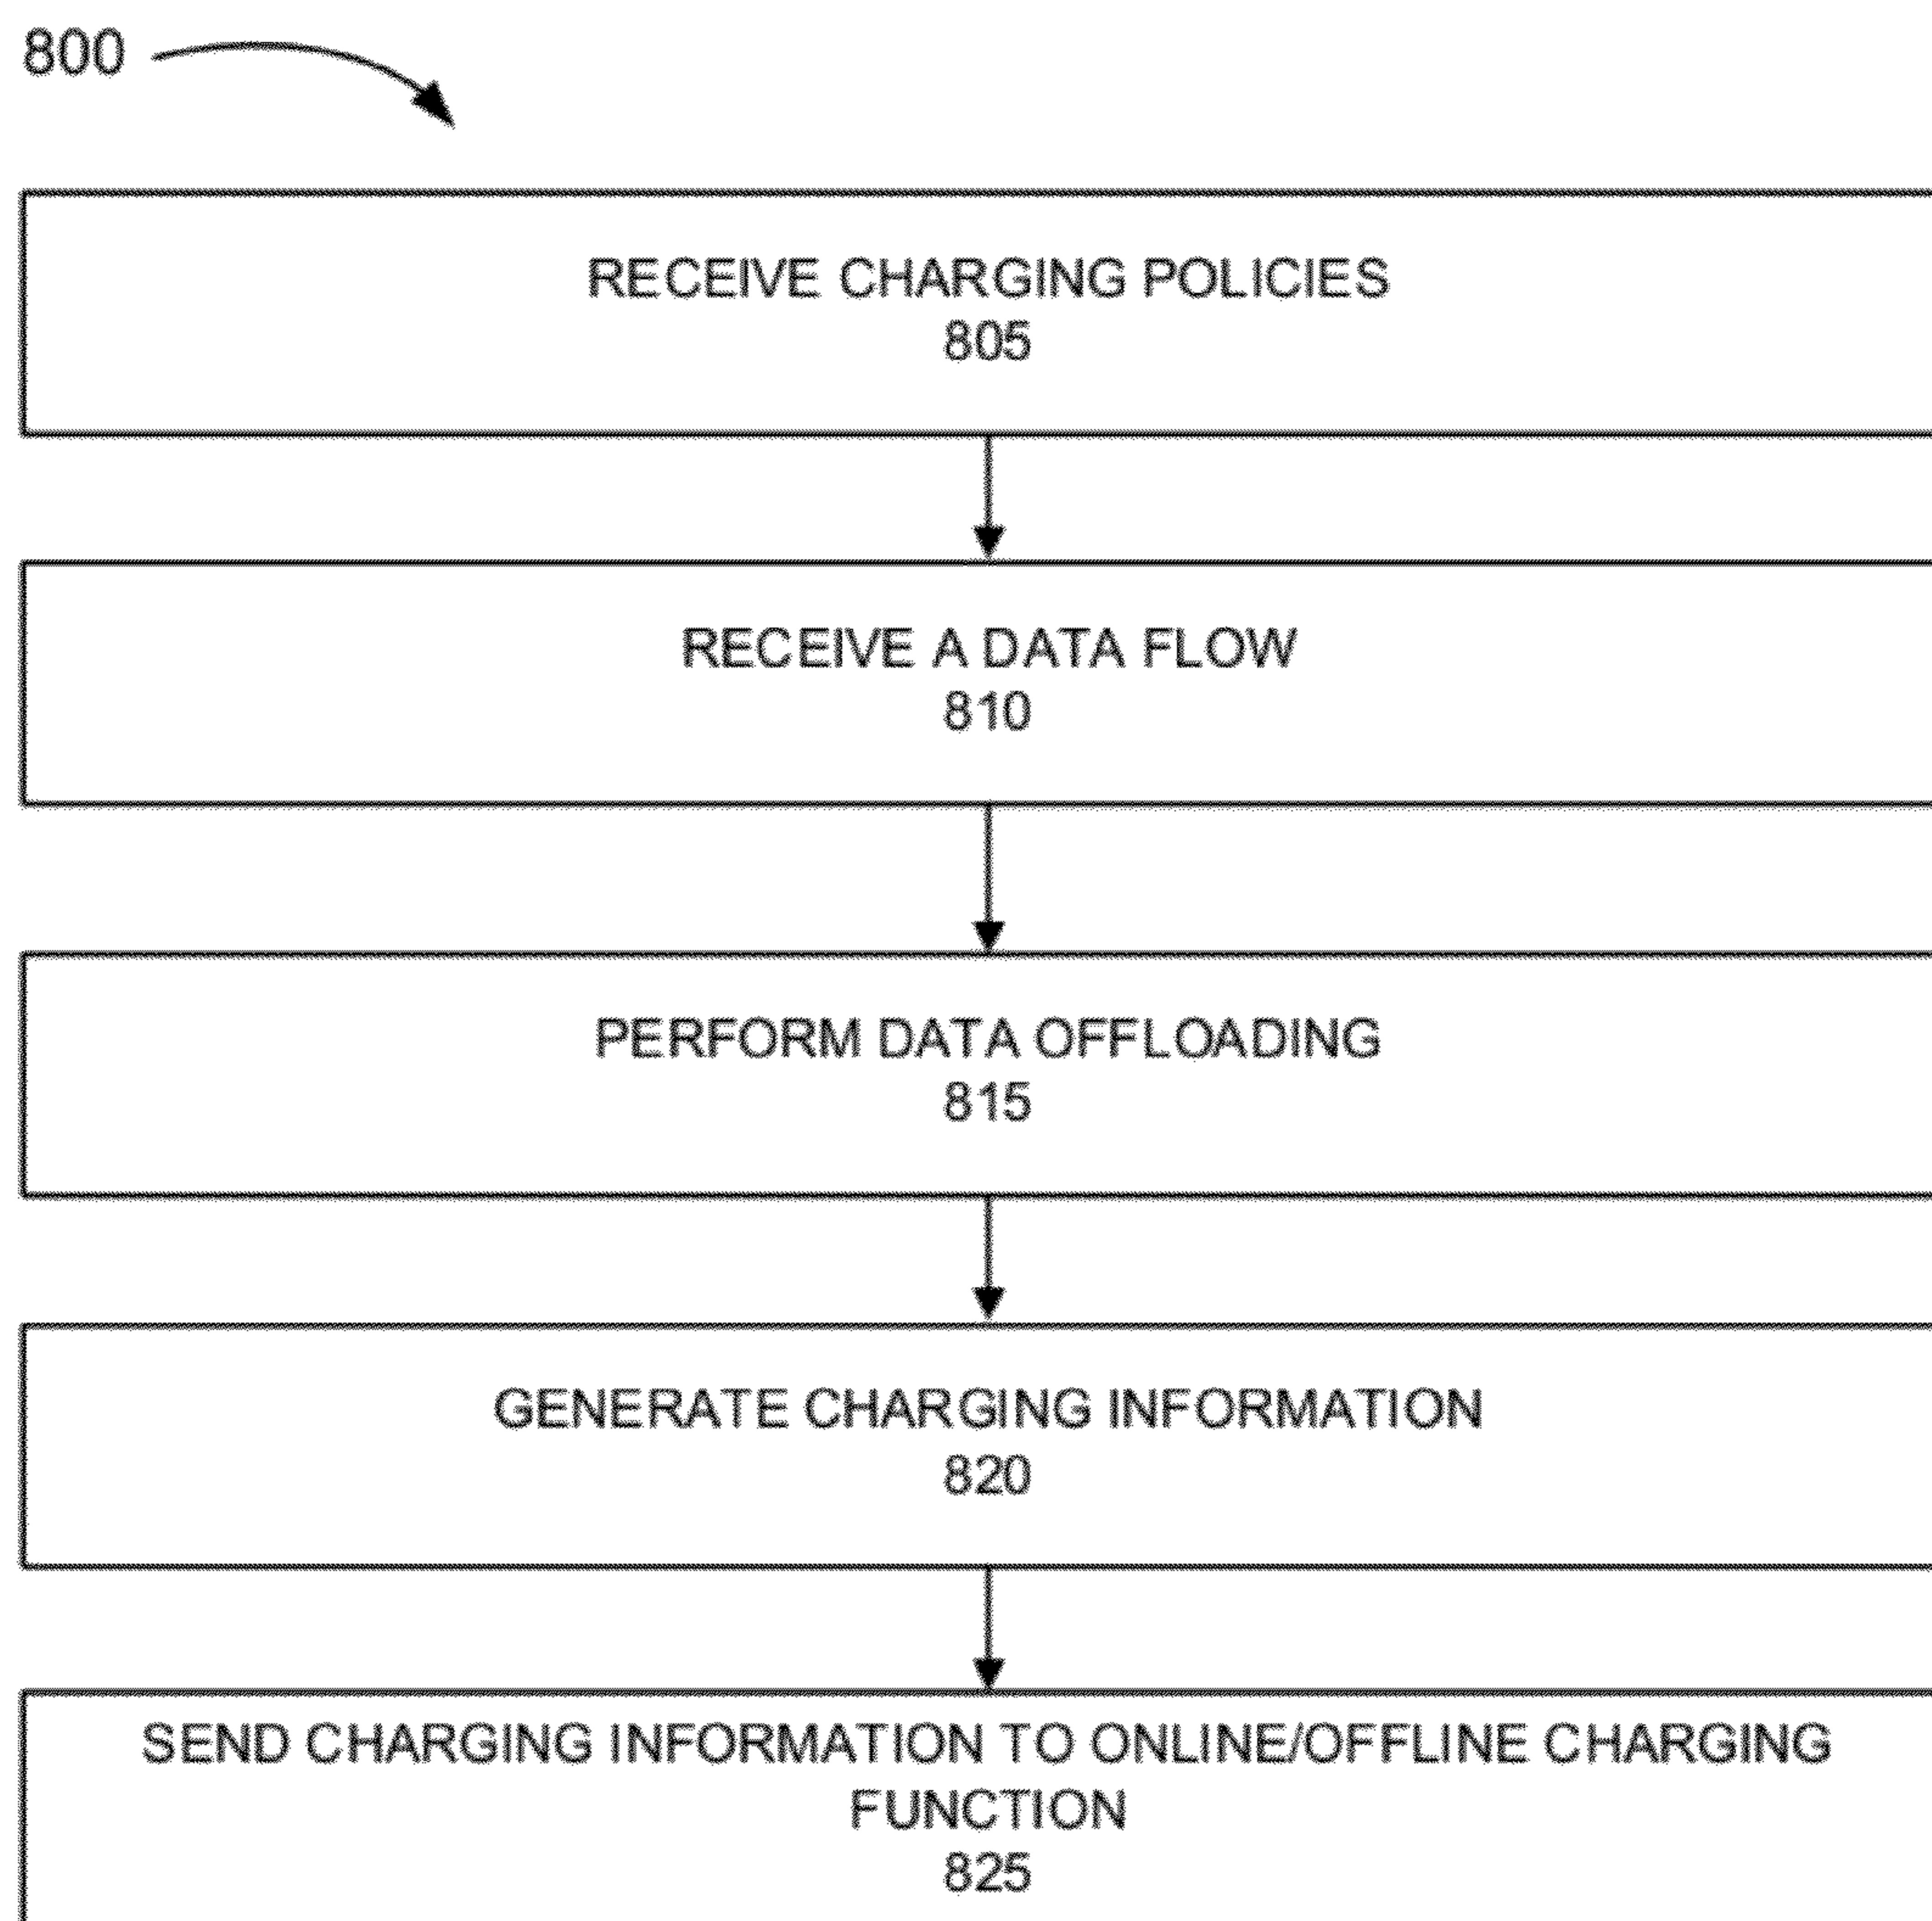 800
RECEIVE CHARGING POLICIES
805
RECEIVE A DATA FLOW
810
PERFORM DATA OFFLOADING
815
GENERATE CHARGING INFORMATION
820
SEND CHARGING INFORMATION TO ONLINE/OFFLINE CHARGING
FUNCTION
825